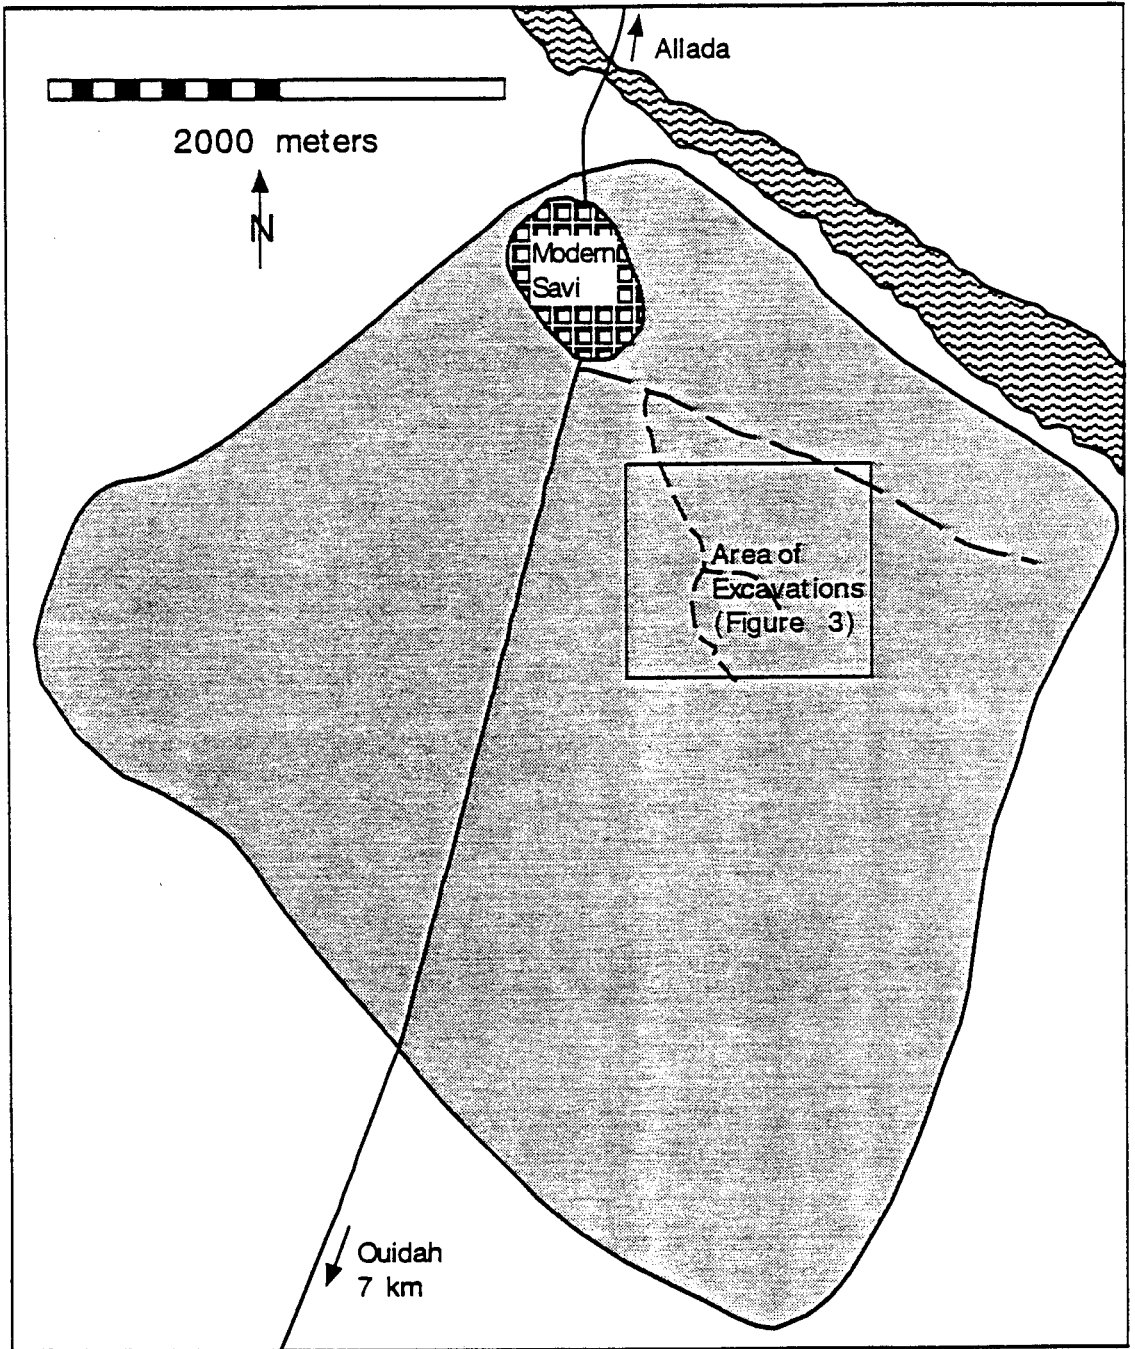 Allada
2000 meters
N
Modern
Savi
Area of
Excavations
(Figure 3)
Ouidah
7 km